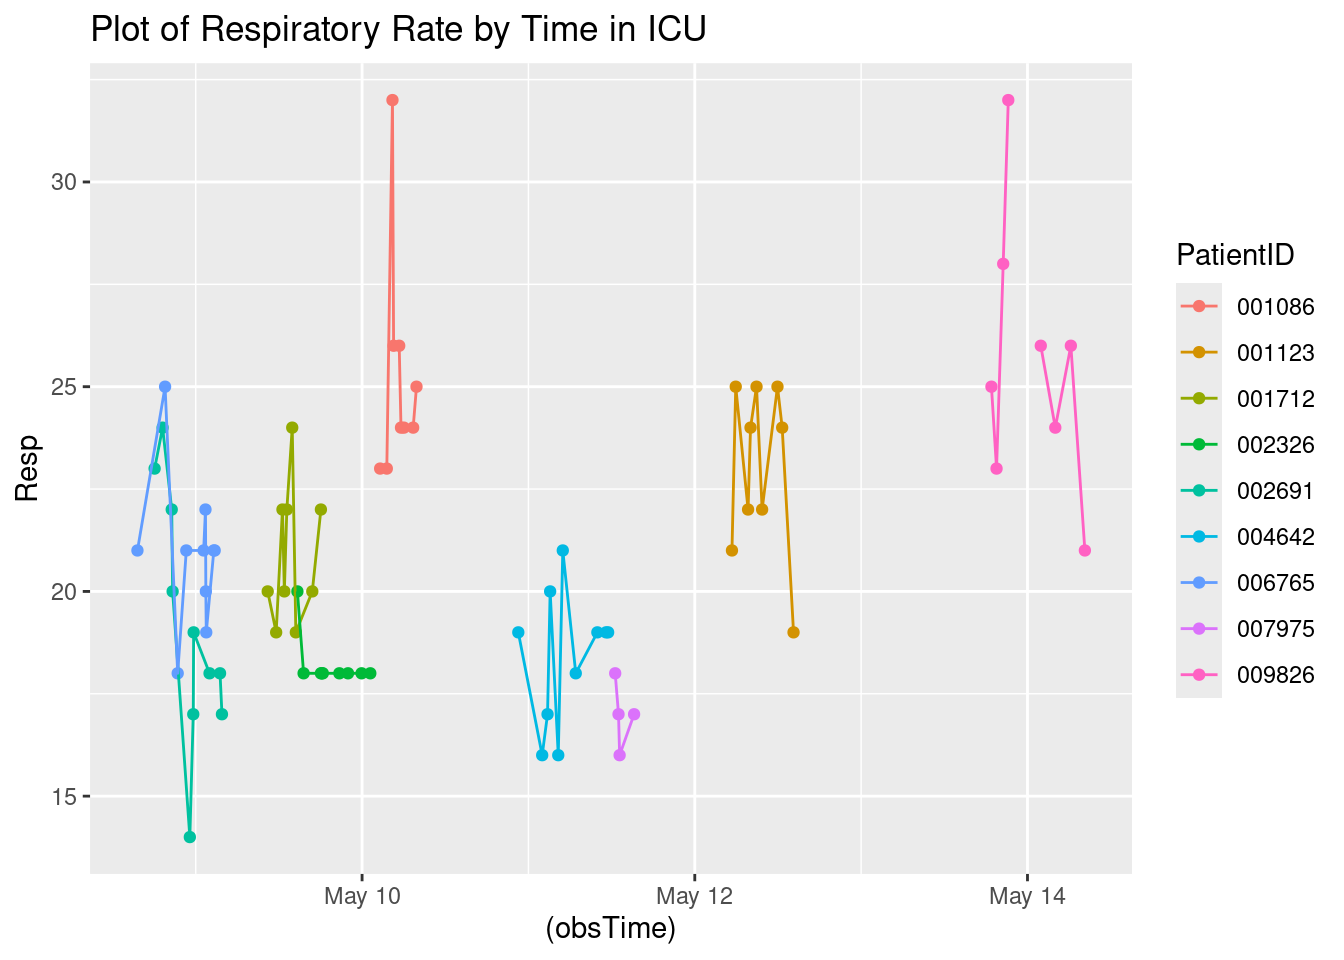 Plot of Respiratory Rate by Time in ICU
Resp
30
25
20
15
May 10
May 12
May 14
(obsTime)
PatientID
001086
001123
001712
002326
002691
004642
006765
007975
009826